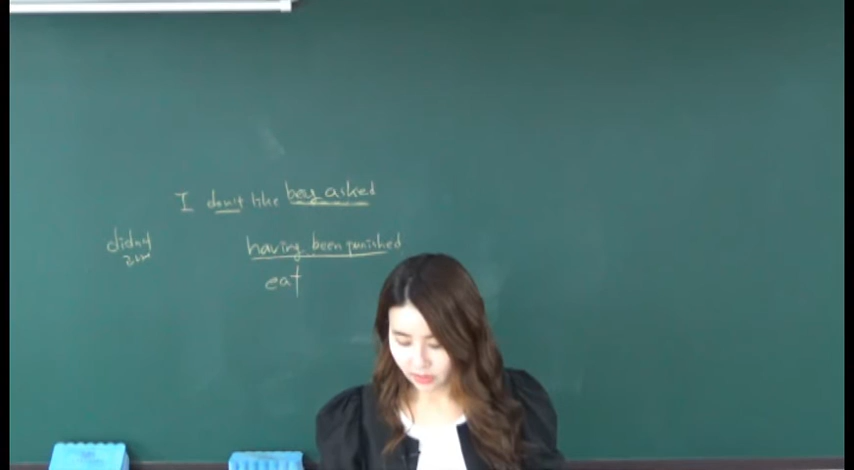 I don't like being asked
didn't
having been punished
eat